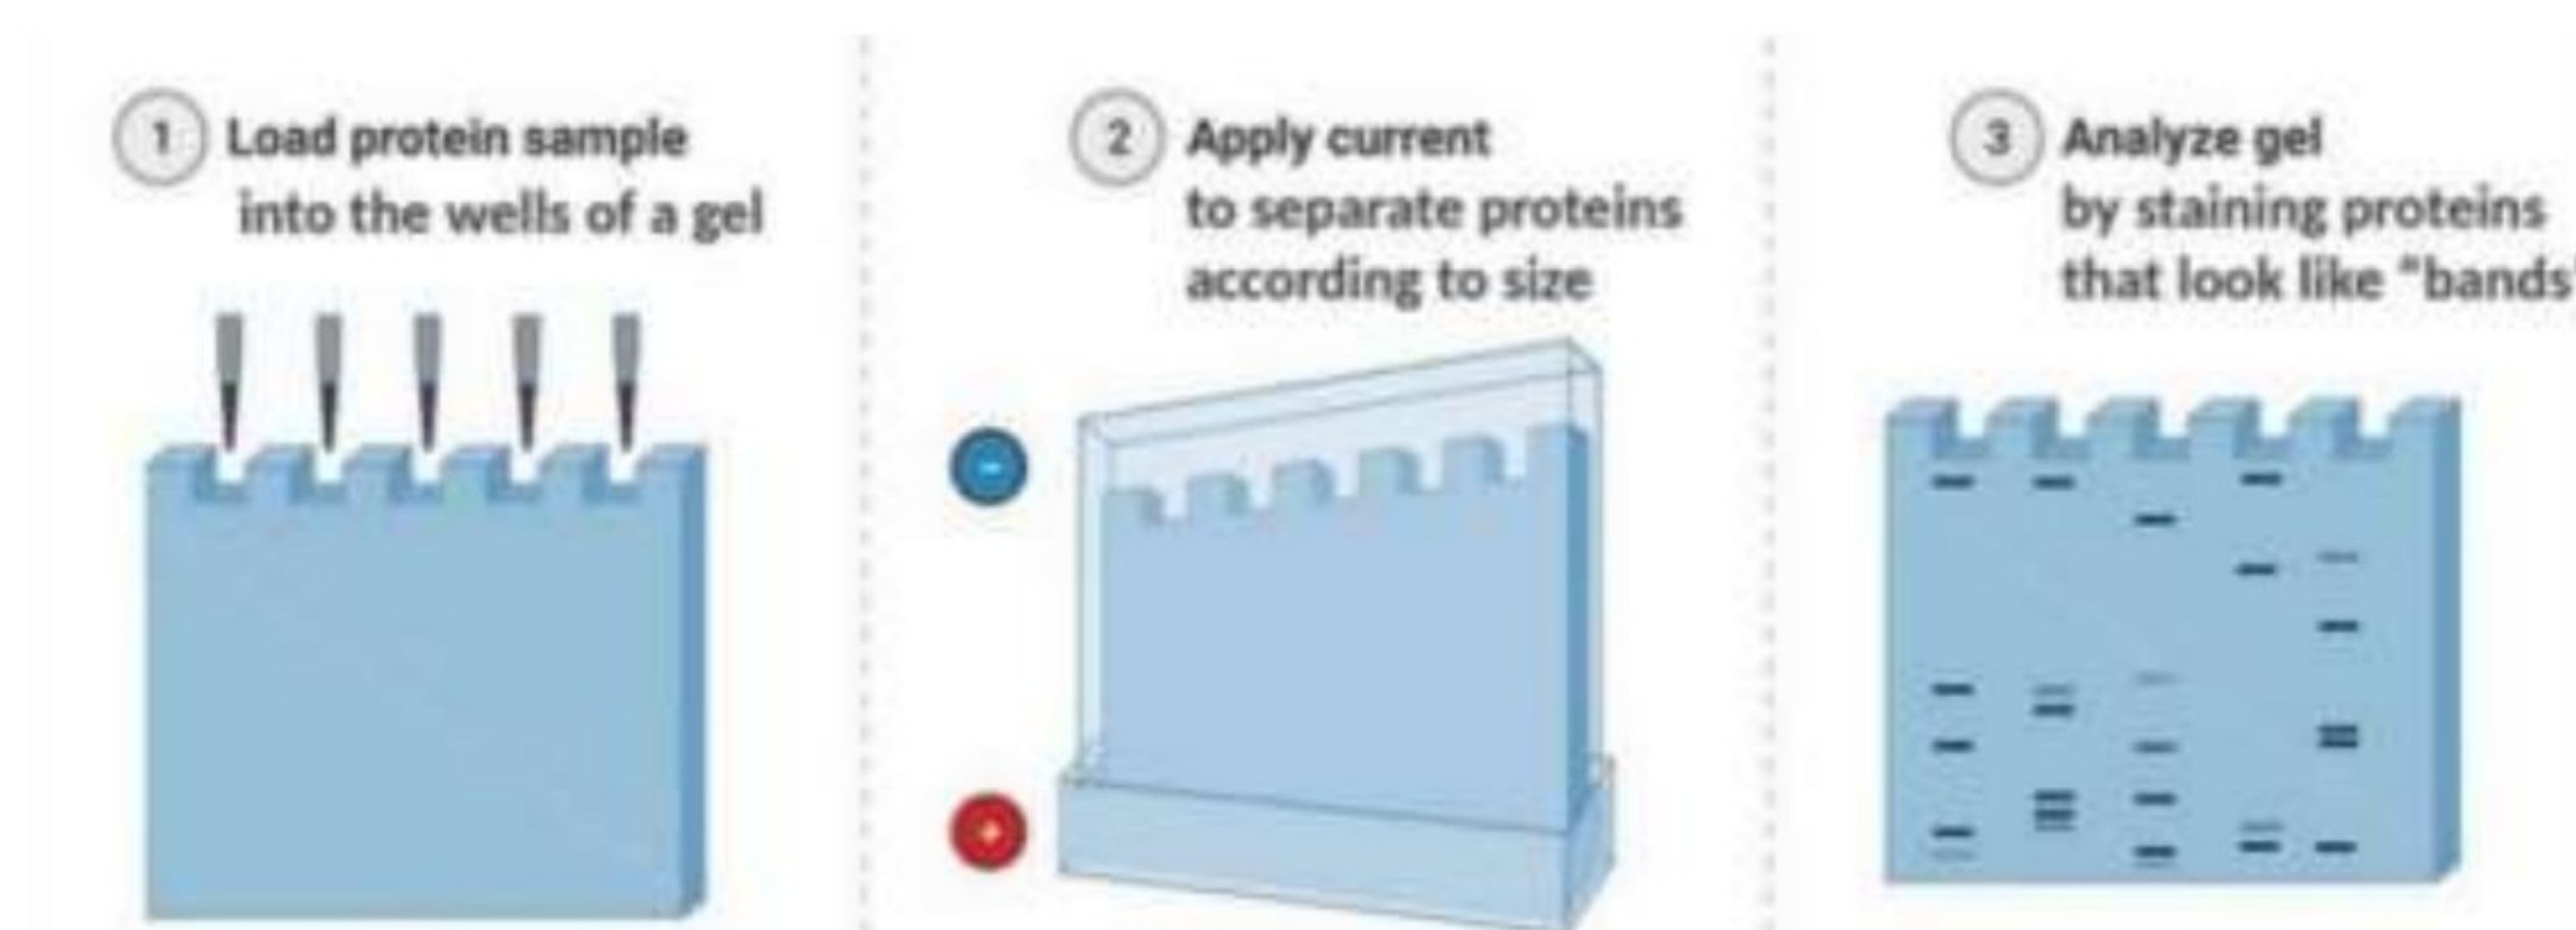 1 Load protein sample
into the wells of a gel
2 Apply current
to separate proteins
according to size
-
+
3 Analyze gel
by staining proteins
that look like “bands”